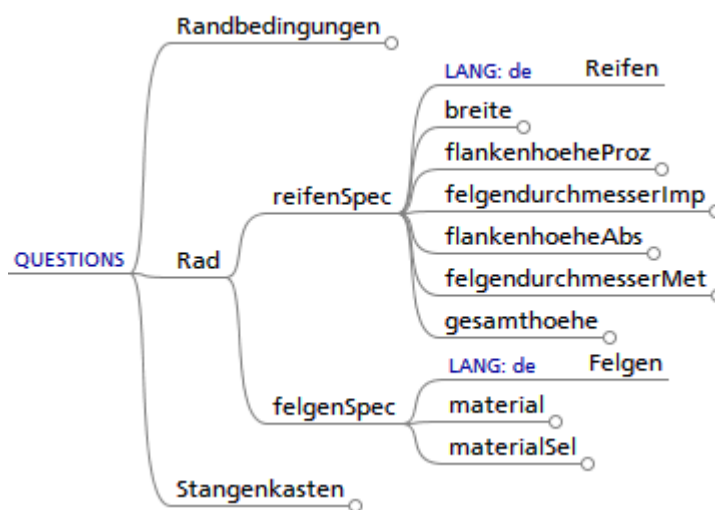 Randbedingungen
LANG: de Reifen
breite
flankenhoeheProz
reifenSpec
felgendurchmesserImp
flankenhoeheAbs
QUESTIONS
Rad
felgendurchmesserMet
gesamthoehe
LANG: de Felgen
felgenSpec
material
materialSel
Stangenkasten